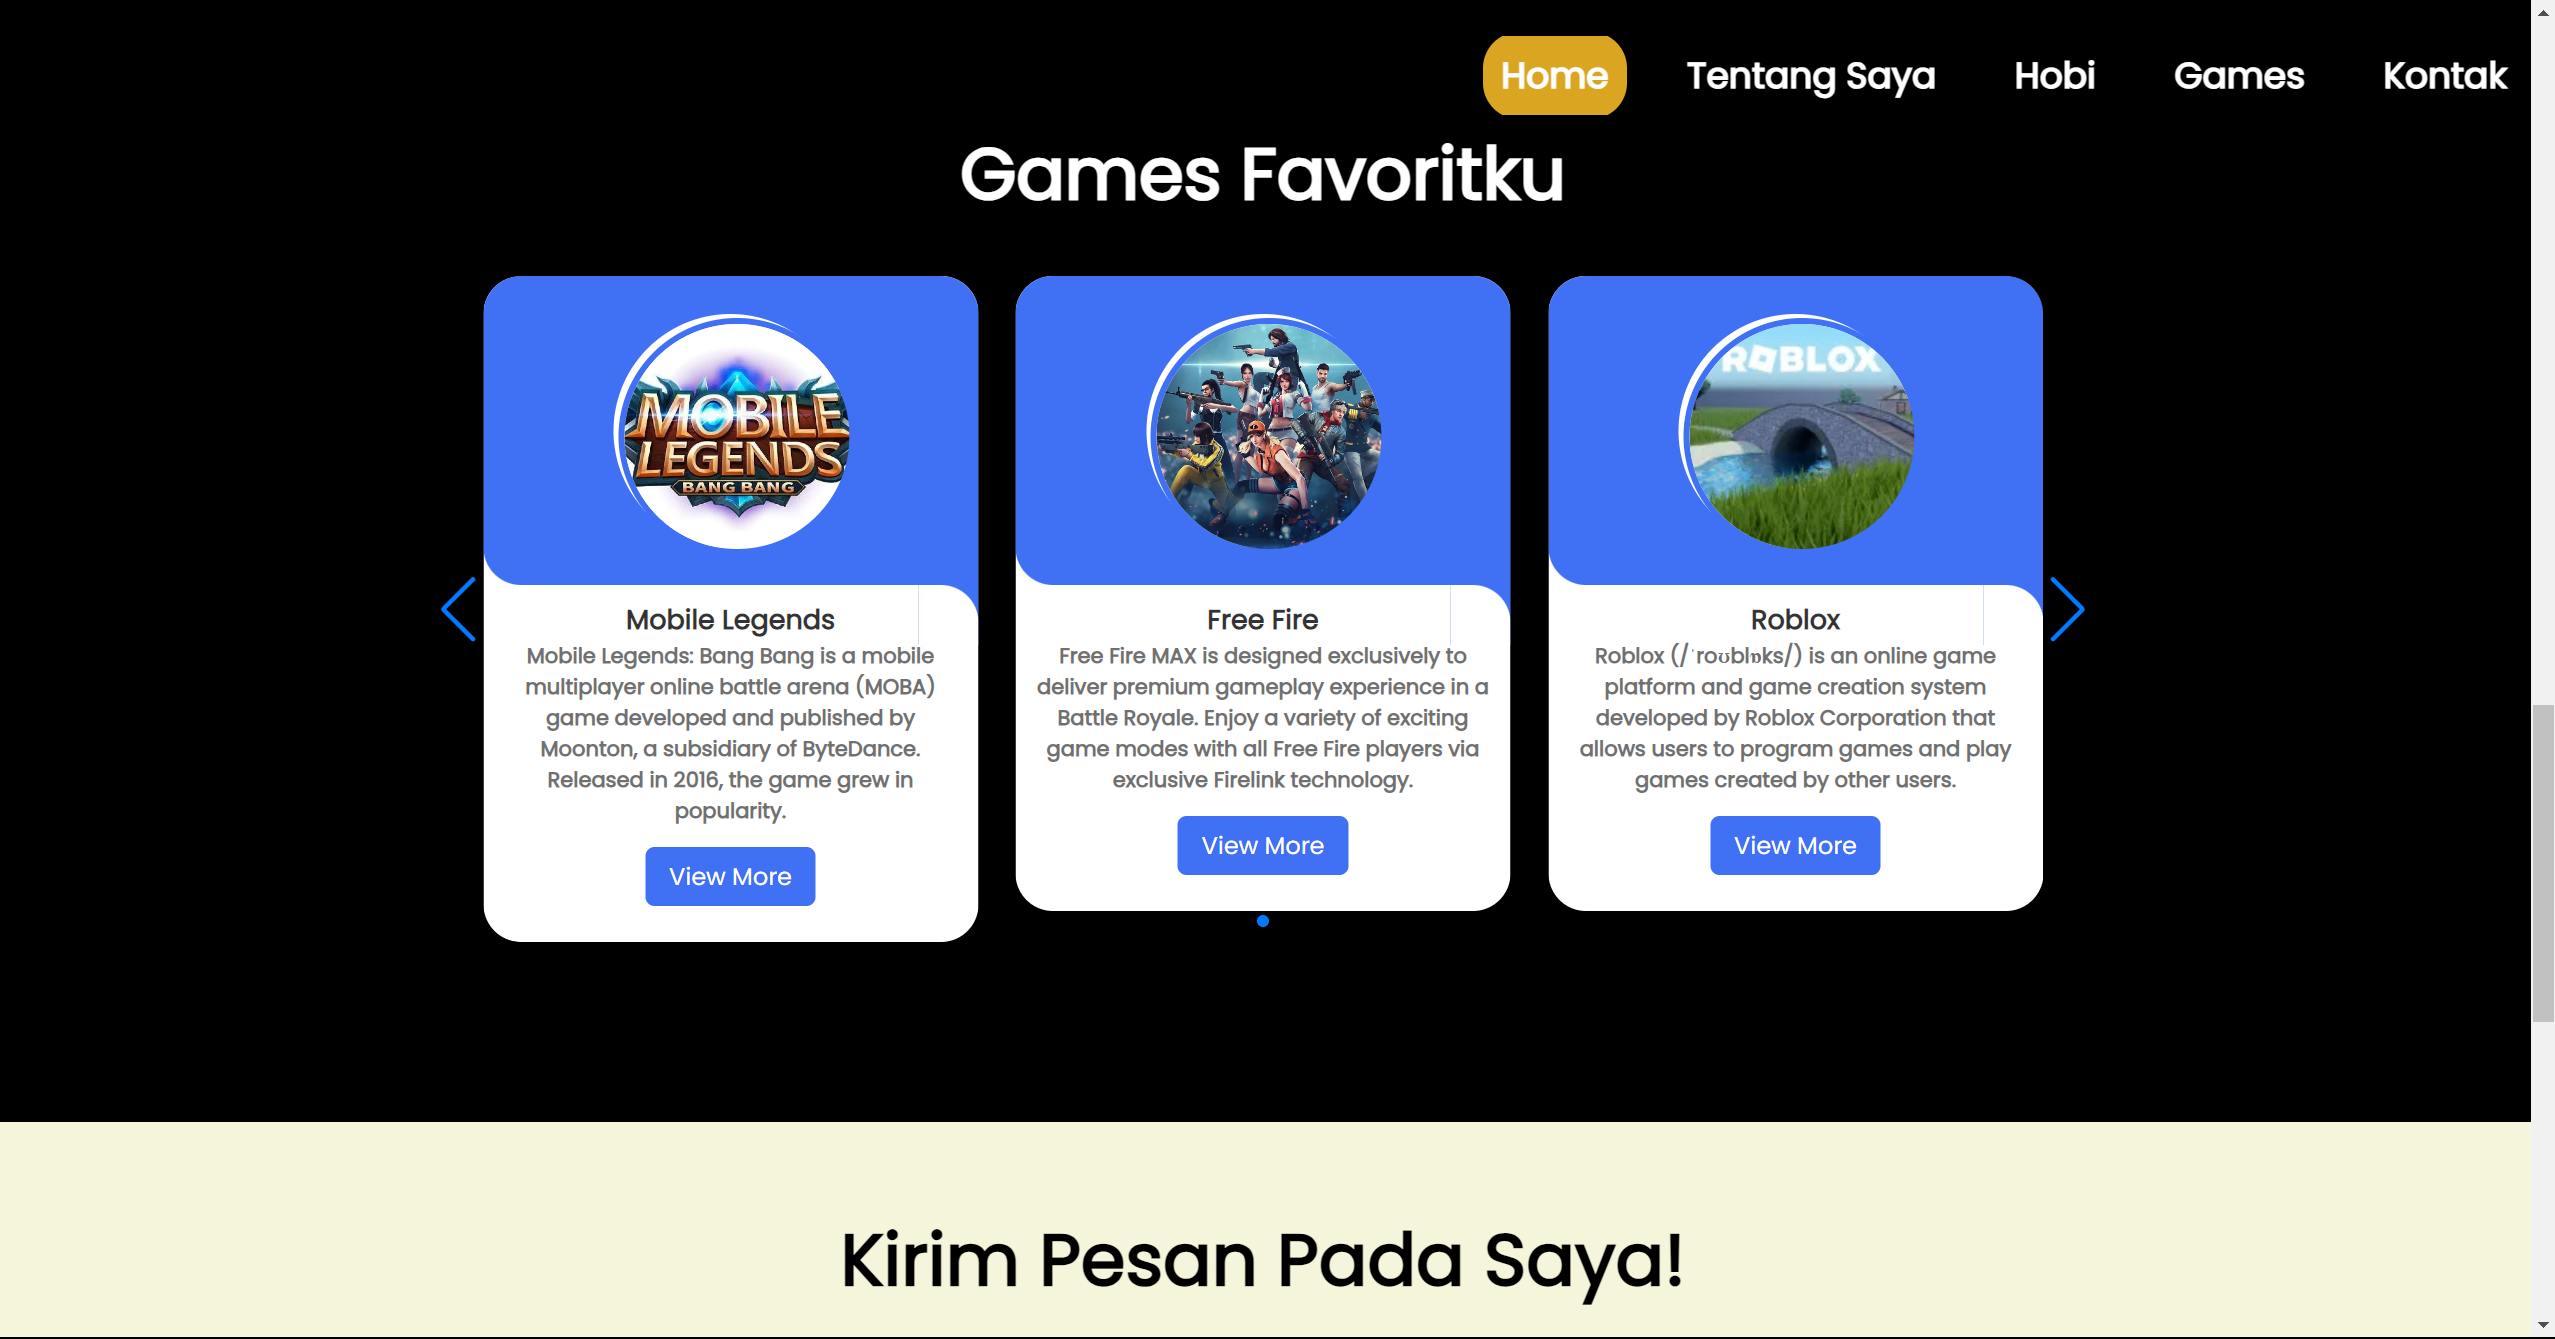 Home
Tentang Saya
Hobi
Games
Kontak
Games Favoritku
MOBILE
LEGENDS
BANG BANG
Mobile Legends
Mobile Legends: Bang Bang is a mobile
multiplayer online battle arena (MOBA)
game developed and published by
Moonton, a subsidiary of ByteDance.
Released in 2016, the game grew in
popularity.
View More
Free Fire
Free Fire MAX is designed exclusively to
deliver premium gameplay experience in a
Battle Royale. Enjoy a variety of exciting
game modes with all Free Fire players via
exclusive Firelink technology.
View More
ROBLOX
Roblox
Roblox (/ˈroʊblɒks/) is an online game
platform and game creation system
developed by Roblox Corporation that
allows users to program games and play
games created by other users.
View More
Kirim Pesan Pada Saya!